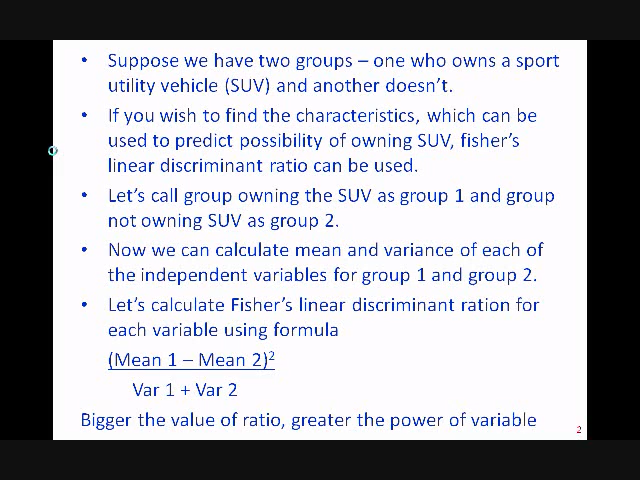 • Suppose we have two groups – one who owns a sport
utility vehicle (SUV) and another doesn't.
• If you wish to find the characteristics, which can be
used to predict possibility of owning SUV, fisher's
linear discriminant ratio can be used.
• Let's call group owning the SUV as group 1 and group
not owning SUV as group 2.
• Now we can calculate mean and variance of each of
the independent variables for group 1 and group 2.
• Let's calculate Fisher's linear discriminant ration for
each variable using formula
(Mean 1 – Mean 2)²
Var 1 + Var 2
Bigger the value of ratio, greater the power of variable
2